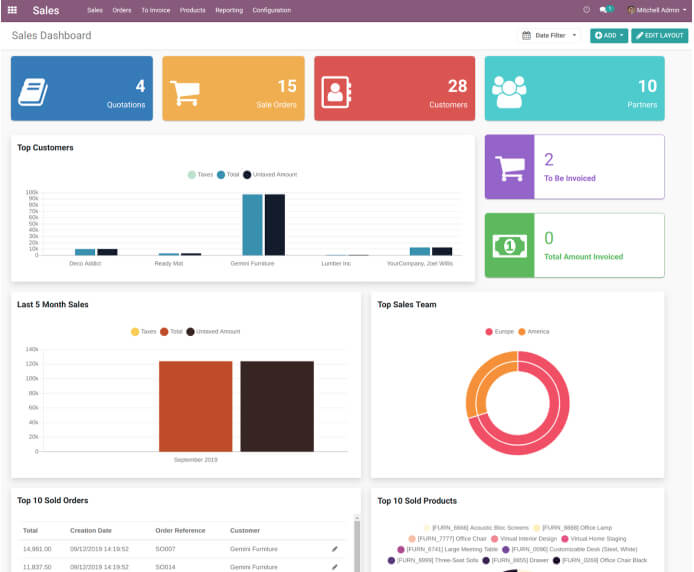 Sales Sales Orders To Invoice Products Reporting Configuration 1 Mitchell Admin
Sales Dashboard Date Filter ADD EDIT LAYOUT
4
Quotations
15
Sale Orders
28
Customers
10
Partners
Top Customers
Taxes Total Untaxed Amount
100k
90k
80k
70k
60k
50k
40k
30k
20k
10k
0
Deco Addict Ready Mat Gemini Furniture Lumber Inc YourCompany, Joel Willis
2
To Be Invoiced
0
Total Amount Invoiced
Last 5 Month Sales
Taxes Total Untaxed Amount
140k
120k
100k
80k
60k
40k
20k
0
September 2019
Top Sales Team
Europe America
Top 10 Sold Orders
Total Creation Date Order Reference Customer
14,981.00 09/12/2019 14:19:52 SO007 Gemini Furniture
11,837.50 09/12/2019 14:19:52 SO014 Gemini Furniture
Top 10 Sold Products
[FURN_6666] Acoustic Bloc Screens [FURN_8888] Office Lamp
[FURN_7777] Office Chair Virtual Interior Design Virtual Home Staging
[FURN_6741] Large Meeting Table [FURN_0096] Customizable Desk (Steel, White)
[FURN_8999] Three-Seat Sofa [FURN_8855] Drawer [FURN_0269] Office Chair Black